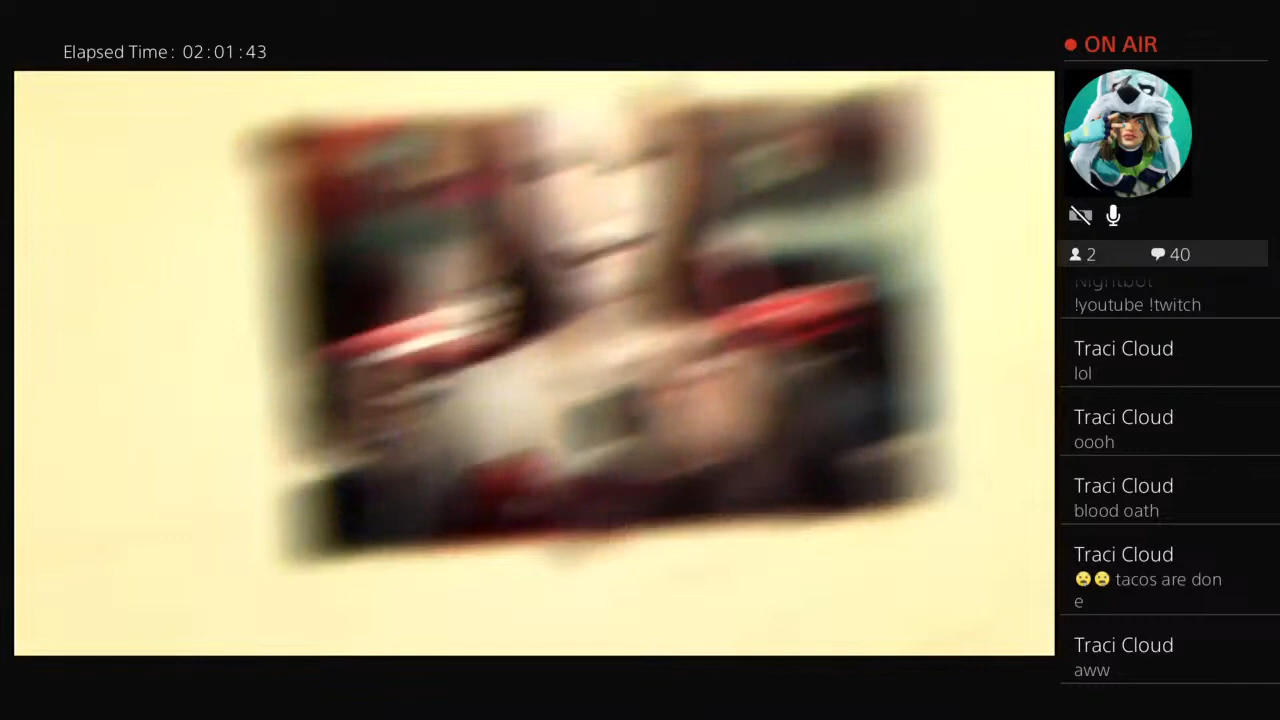 Elapsed Time: 02:01:43
ON AIR
2
40
Nightbot
!youtube !twitch
Traci Cloud
lol
Traci Cloud
oooh
Traci Cloud
blood oath
Traci Cloud
😦😦 tacos are don
e
Traci Cloud
aww